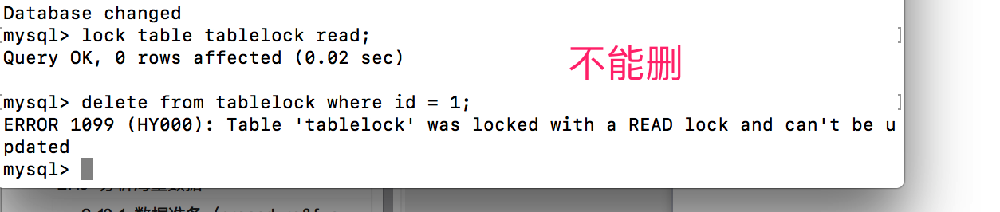 Database changed
[mysql> lock table tablelock read; ]
Query OK, 0 rows affected (0.02 sec)
不能删
[mysql> delete from tablelock where id = 1; ]
ERROR 1099 (HY000): Table 'tablelock' was locked with a READ lock and can't be u
pdated
mysql>